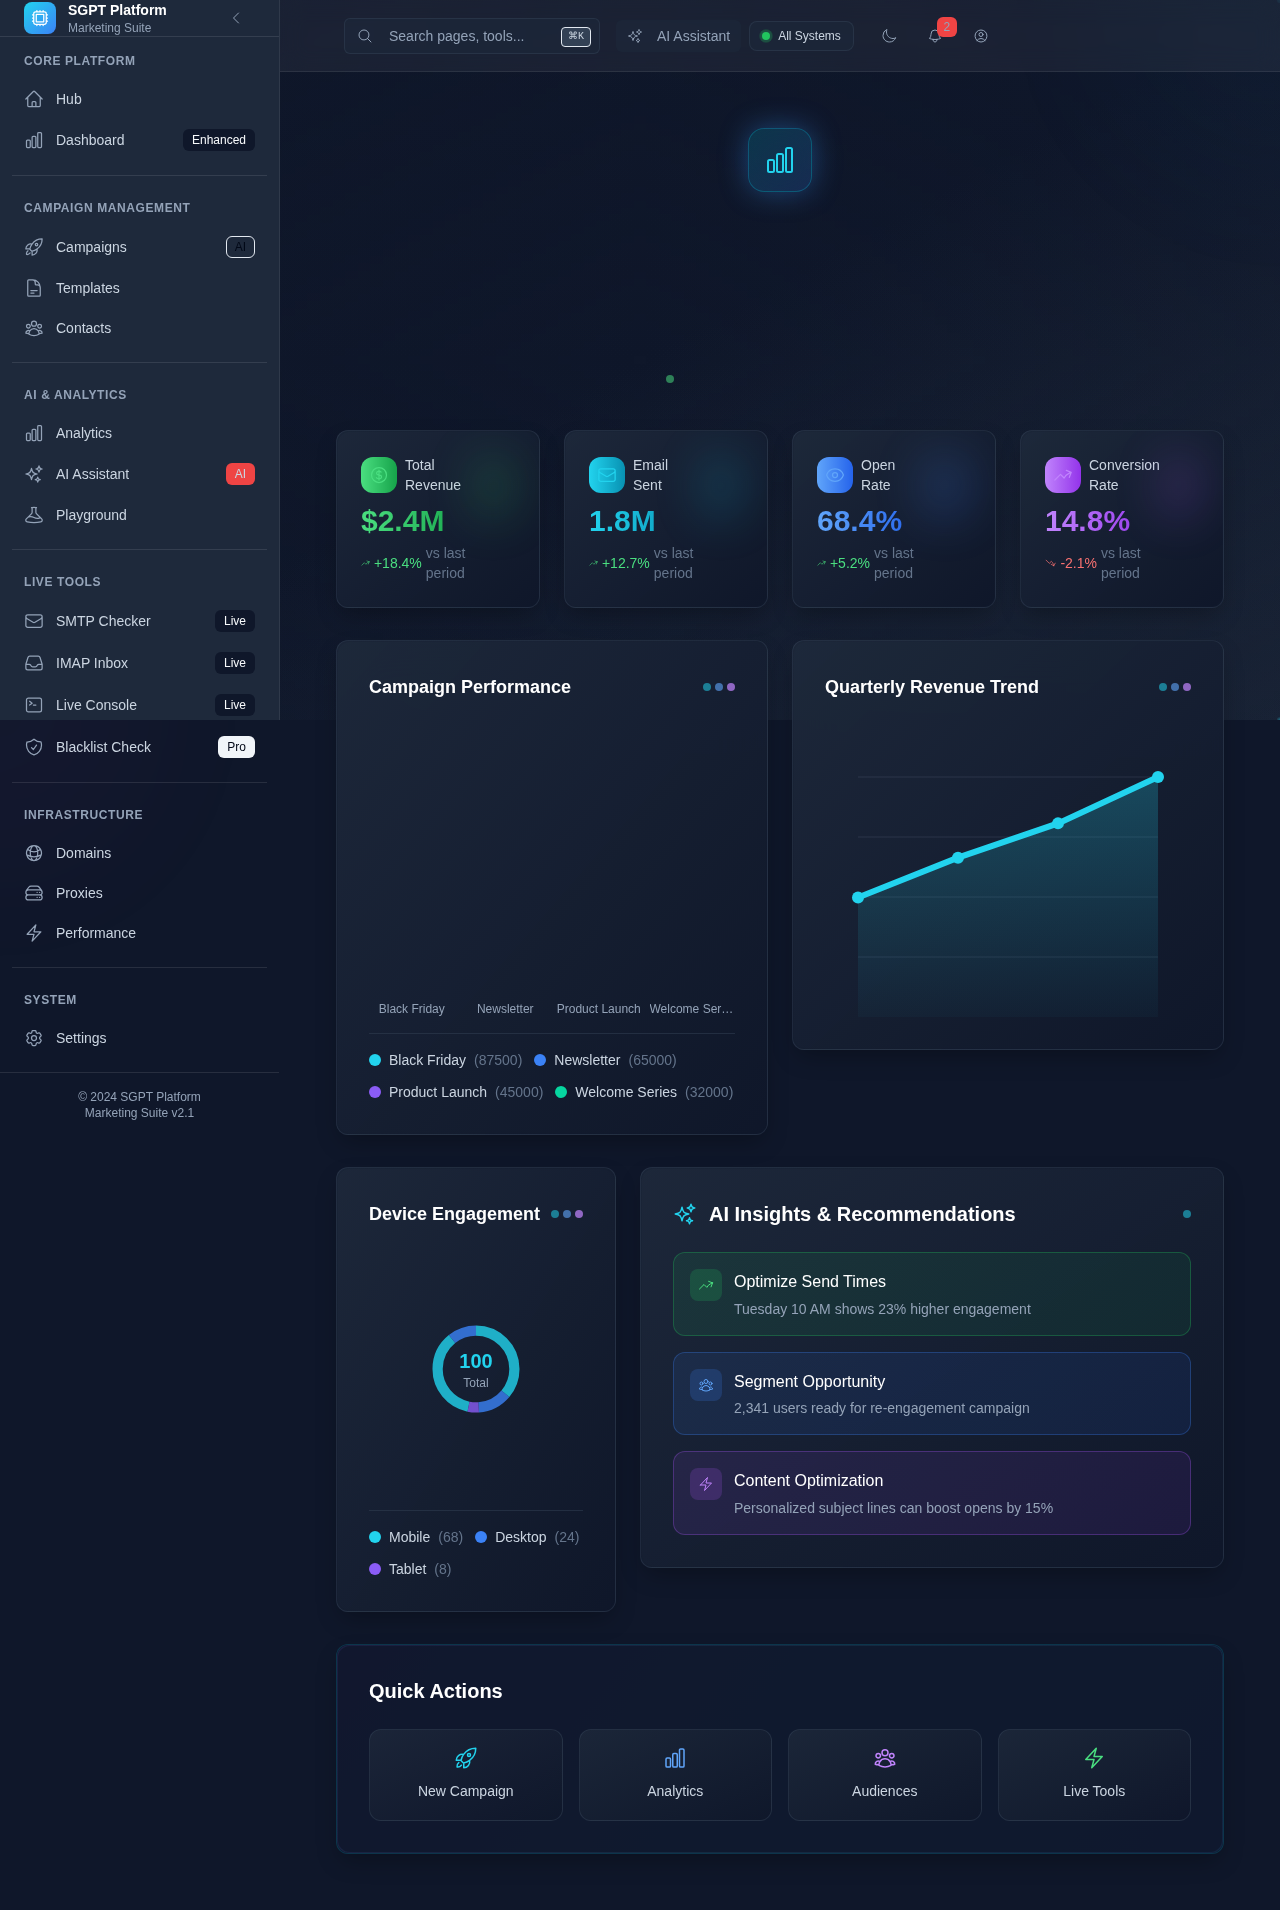 SGPT Platform
Marketing Suite
Search pages, tools...
⌘K
AI Assistant
All Systems
2
CORE PLATFORM
Hub
Dashboard
Enhanced
CAMPAIGN MANAGEMENT
Campaigns
AI
Templates
Contacts
AI & ANALYTICS
Analytics
AI Assistant
AI
Playground
LIVE TOOLS
SMTP Checker
Live
IMAP Inbox
Live
Live Console
Live
Blacklist Check
Pro
INFRASTRUCTURE
Domains
Proxies
Performance
SYSTEM
Settings
© 2024 SGPT Platform
Marketing Suite v2.1
Total
Revenue
$2.4M
+18.4%
vs last
period
Email
Sent
1.8M
+12.7%
vs last
period
Open
Rate
68.4%
+5.2%
vs last
period
Conversion
Rate
14.8%
-2.1%
vs last
period
Campaign Performance
Black Friday
Newsletter
Product Launch
Welcome Ser...
Black Friday (87500)
Newsletter (65000)
Product Launch (45000)
Welcome Series (32000)
Quarterly Revenue Trend
Device Engagement
100
Total
Mobile (68)
Desktop (24)
Tablet (8)
AI Insights & Recommendations
Optimize Send Times
Tuesday 10 AM shows 23% higher engagement
Segment Opportunity
2,341 users ready for re-engagement campaign
Content Optimization
Personalized subject lines can boost opens by 15%
Quick Actions
New Campaign
Analytics
Audiences
Live Tools